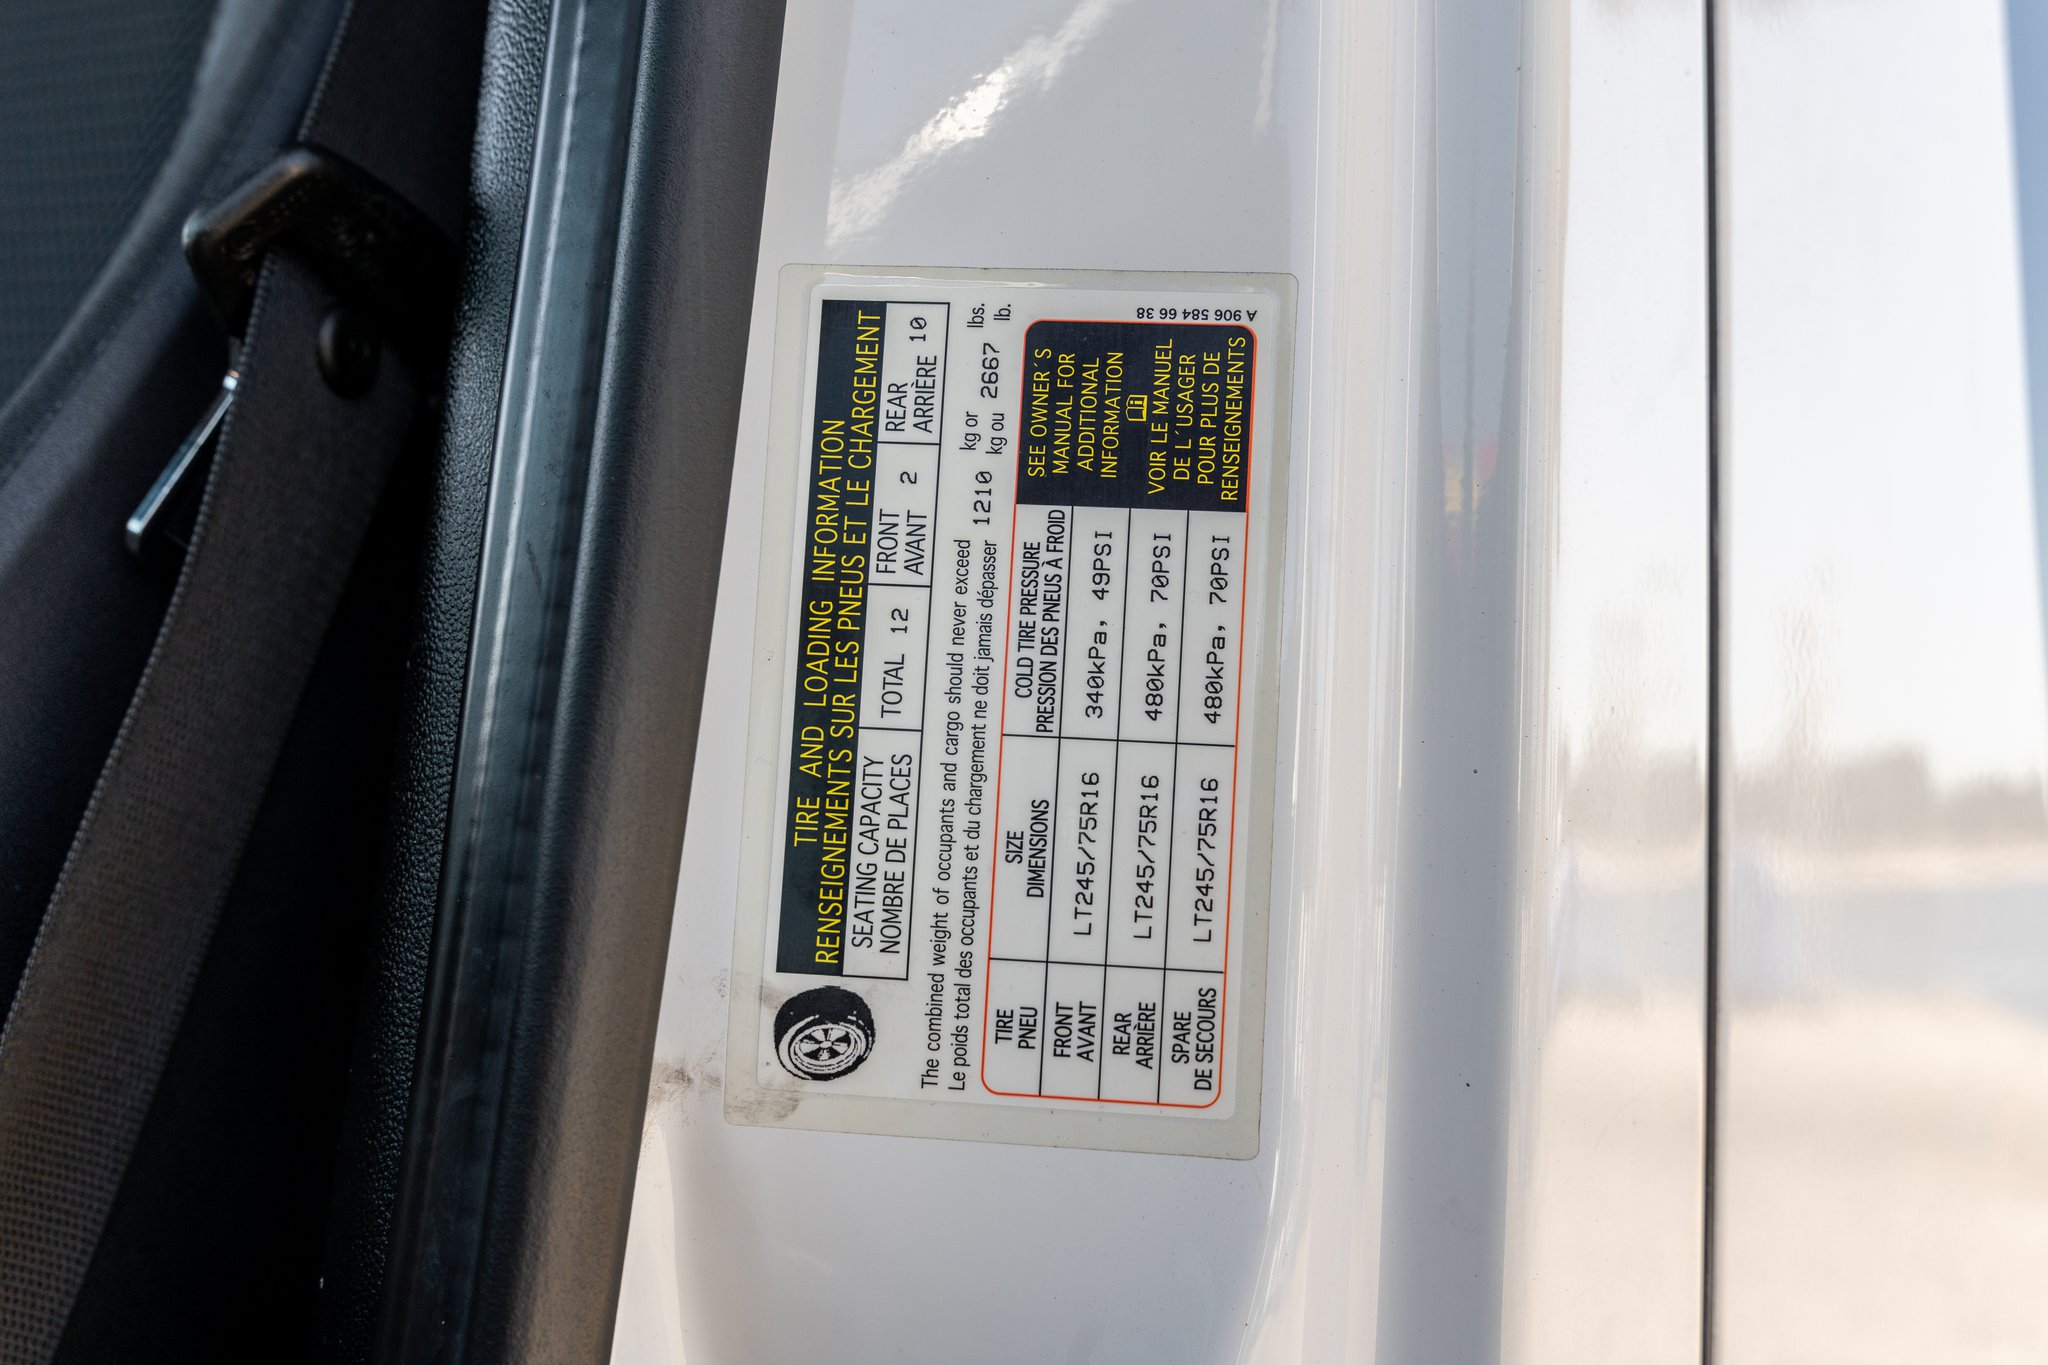 TIRE AND LOADING INFORMATION
RENSEIGNEMENTS SUR LES PNEUS ET LE CHARGEMENT
SEATING CAPACITY
NOMBRE DE PLACES
TOTAL 12
FRONT
AVANT 2
REAR
ARRIÈRE 10
The combined weight of occupants and cargo should never exceed 1210 kg or 2667 lbs.
Le poids total des occupants et du chargement ne doit jamais dépasser kg ou lb.
TIRE
PNEU
SIZE
DIMENSIONS
COLD TIRE PRESSURE
PRESSION DES PNEUS À FROID
FRONT
AVANT
LT245/75R16
340kPa, 49PSI
REAR
ARRIÈRE
LT245/75R16
480kPa, 70PSI
SPARE
DE SECOURS
LT245/75R16
480kPa, 70PSI
SEE OWNER´S
MANUAL FOR
ADDITIONAL
INFORMATION
VOIR LE MANUEL
DE L´USAGER
POUR PLUS DE
RENSEIGNEMENTS
A 906 584 66 38